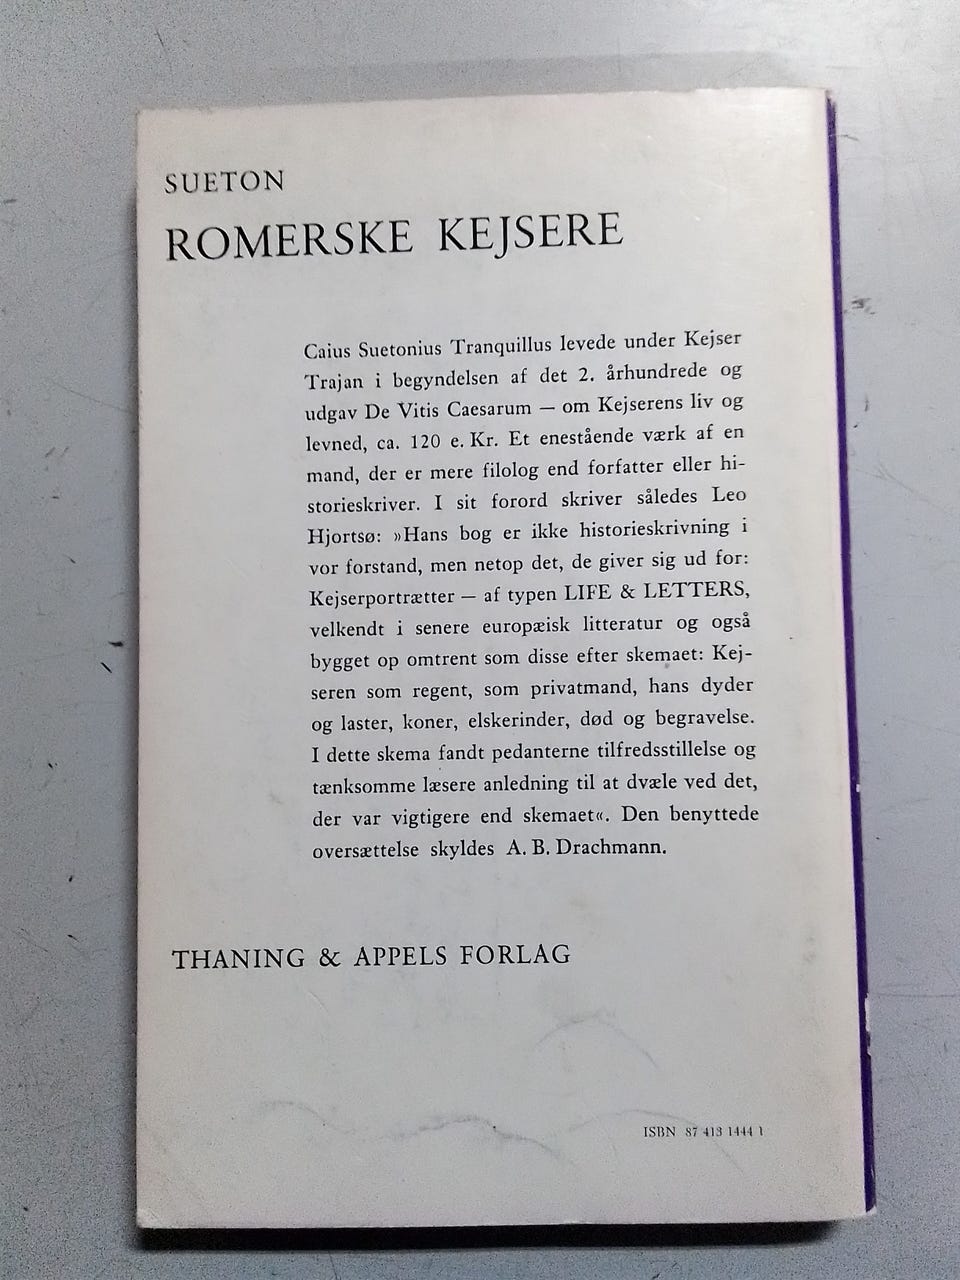 SUETON
ROMERSKE KEJSERE
Caius Suetonius Tranquillus levede under Kejser
Trajan i begyndelsen af det 2. århundrede og
udgav De Vitis Caesarum — om Kejserens liv og
levned, ca. 120 e. Kr. Et enestående værk af en
mand, der er mere filolog end forfatter eller hi-
storieskriver. I sit forord skriver således Leo
Hjortsø: »Hans bog er ikke historieskrivning i
vor forstand, men netop det, de giver sig ud for:
Kejserportrætter — af typen LIFE & LETTERS,
velkendt i senere europæisk litteratur og også
bygget op omtrent som disse efter skemaet: Kej-
seren som regent, som privatmand, hans dyder
og laster, koner, elskerinder, død og begravelse.
I dette skema fandt pedanterne tilfredsstillelse og
tænksomme læsere anledning til at dvæle ved det,
der var vigtigere end skemaet«. Den benyttede
oversættelse skyldes A. B. Drachmann.
THANING & APPELS FORLAG
ISBN 87 413 1444 1